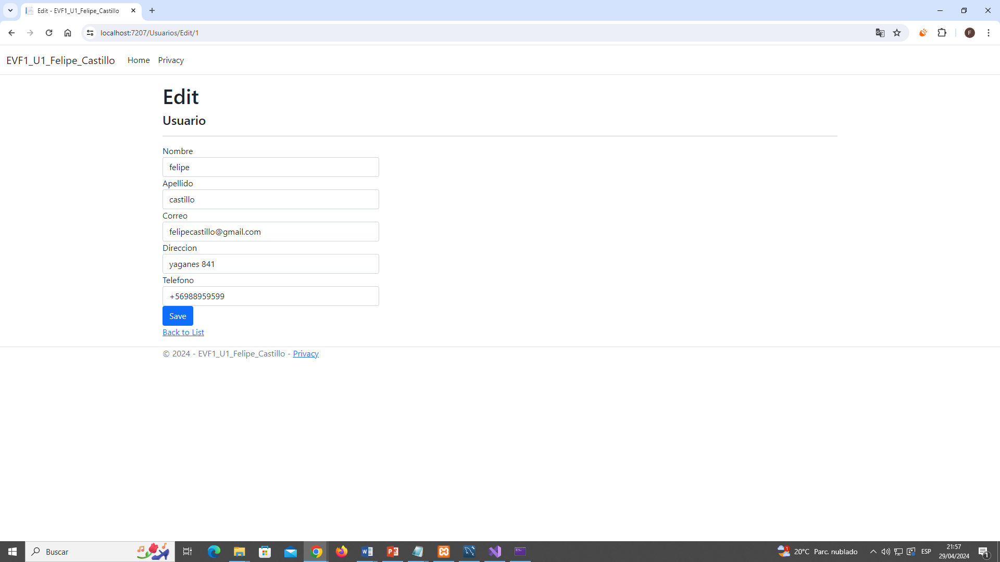 Edit - EVF1_U1_Felipe_Castillo
localhost:7207/Usuarios/Edit/1
F
EVF1_U1_Felipe_Castillo Home Privacy
Edit
Usuario
Nombre
felipe
Apellido
castillo
Correo
felipecastillo@gmail.com
Direccion
yaganes 841
Telefono
+56988959599
Save
Back to List
© 2024 - EVF1_U1_Felipe_Castillo - Privacy
Buscar
1
20°C Parc. nublado
ESP
21:57
29/04/2024
1